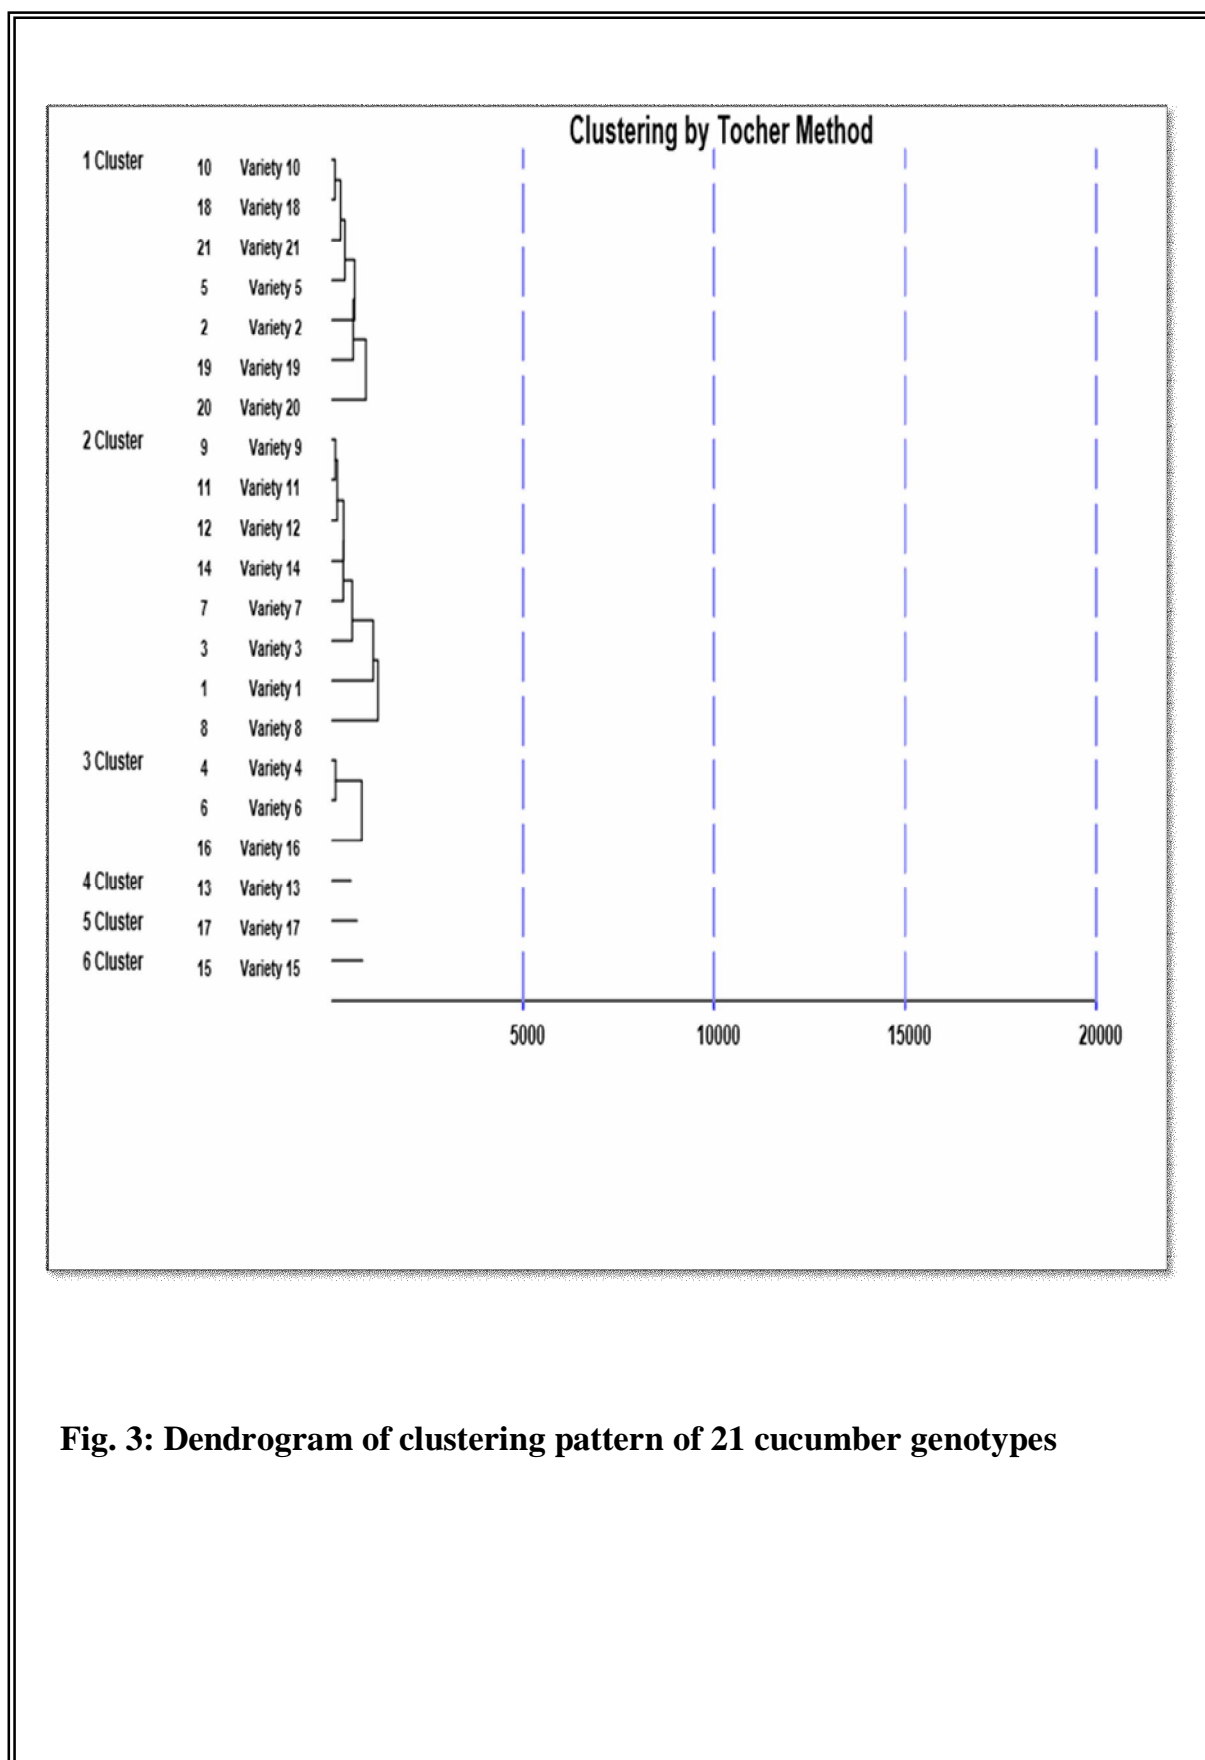 Clustering by Tocher Method
1 Cluster 10 Variety 10
18 Variety 18
21 Variety 21
5 Variety 5
2 Variety 2
19 Variety 19
20 Variety 20
2 Cluster 9 Variety 9
11 Variety 11
12 Variety 12
14 Variety 14
7 Variety 7
3 Variety 3
1 Variety 1
8 Variety 8
3 Cluster 4 Variety 4
6 Variety 6
16 Variety 16
4 Cluster 13 Variety 13
5 Cluster 17 Variety 17
6 Cluster 15 Variety 15
5000 10000 15000 20000
Fig. 3: Dendrogram of clustering pattern of 21 cucumber genotypes